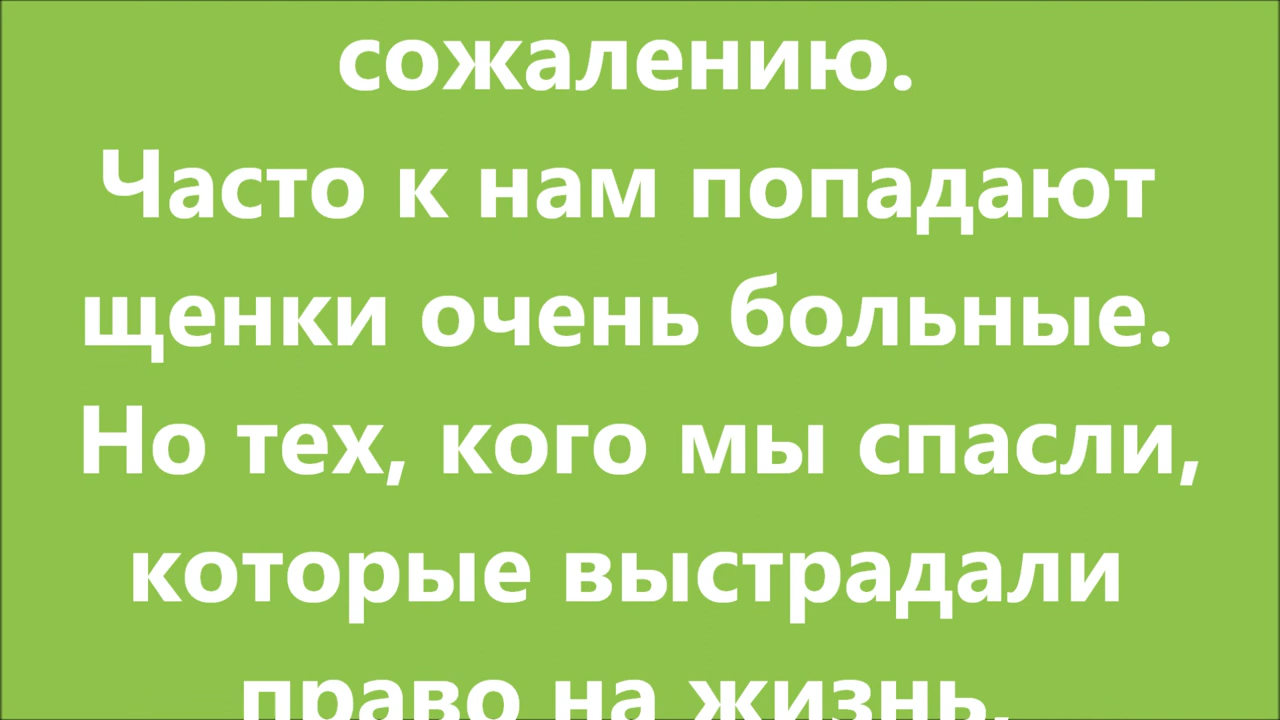 сожалению.
Часто к нам попадают
щенки очень больные.
Но тех, кого мы спасли,
которые выстрадали
право на жизнь,